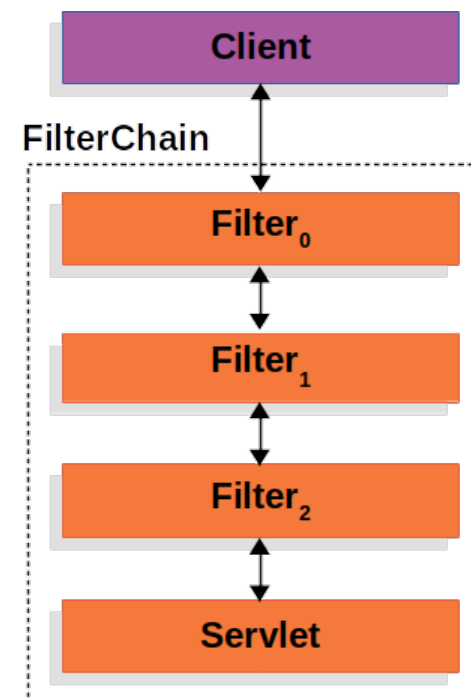 Client
FilterChain
Filter₀
Filter₁
Filter₂
Servlet